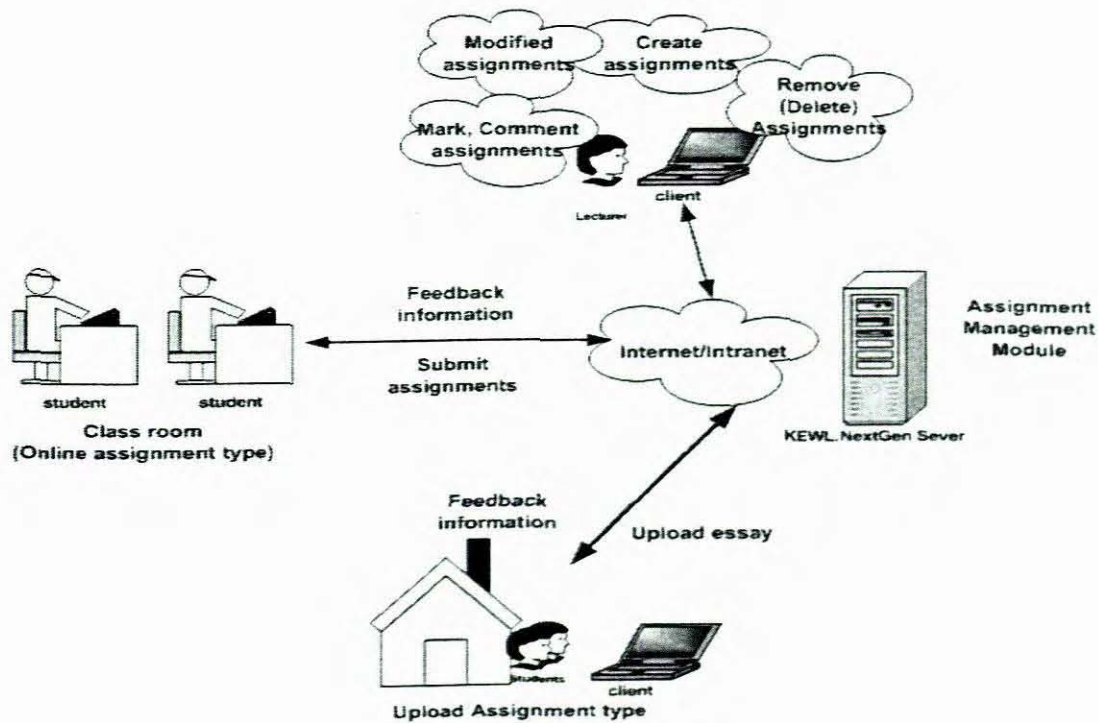 Modified
assignments
Create
assignments
Remove
(Delete)
Assignments
Mark, Comment
assignments
client
Lecturer
Feedback
information
Submit
assignments
Internet/Intranet
Assignment
Management
Module
student
student
Class room
(Online assignment type)
KEWL.NextGen Sever
Feedback
information
Upload essay
Students
client
Upload Assignment type